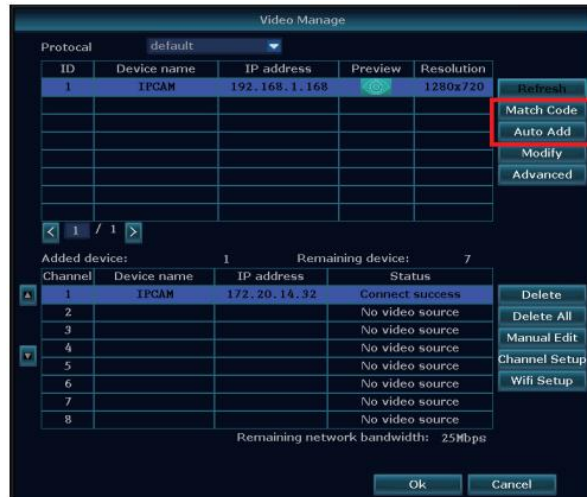 Video Manage
Protocal default
ID Device name IP address Preview Resolution
1 IPCAM 192.168.1.168 1280x720 Refresh
Match Code
Auto Add
Modify
Advanced
< 1 / 1 >
Added device: 1 Remaining device: 7
Channel Device name IP address Status
1 IPCAM 172.20.14.32 Connect success Delete
2 No video source Delete All
3 No video source Manual Edit
4 No video source
5 No video source Channel Setup
6 No video source Wifi Setup
7 No video source
8 No video source
Remaining network bandwidth: 25Mbps
Ok Cancel